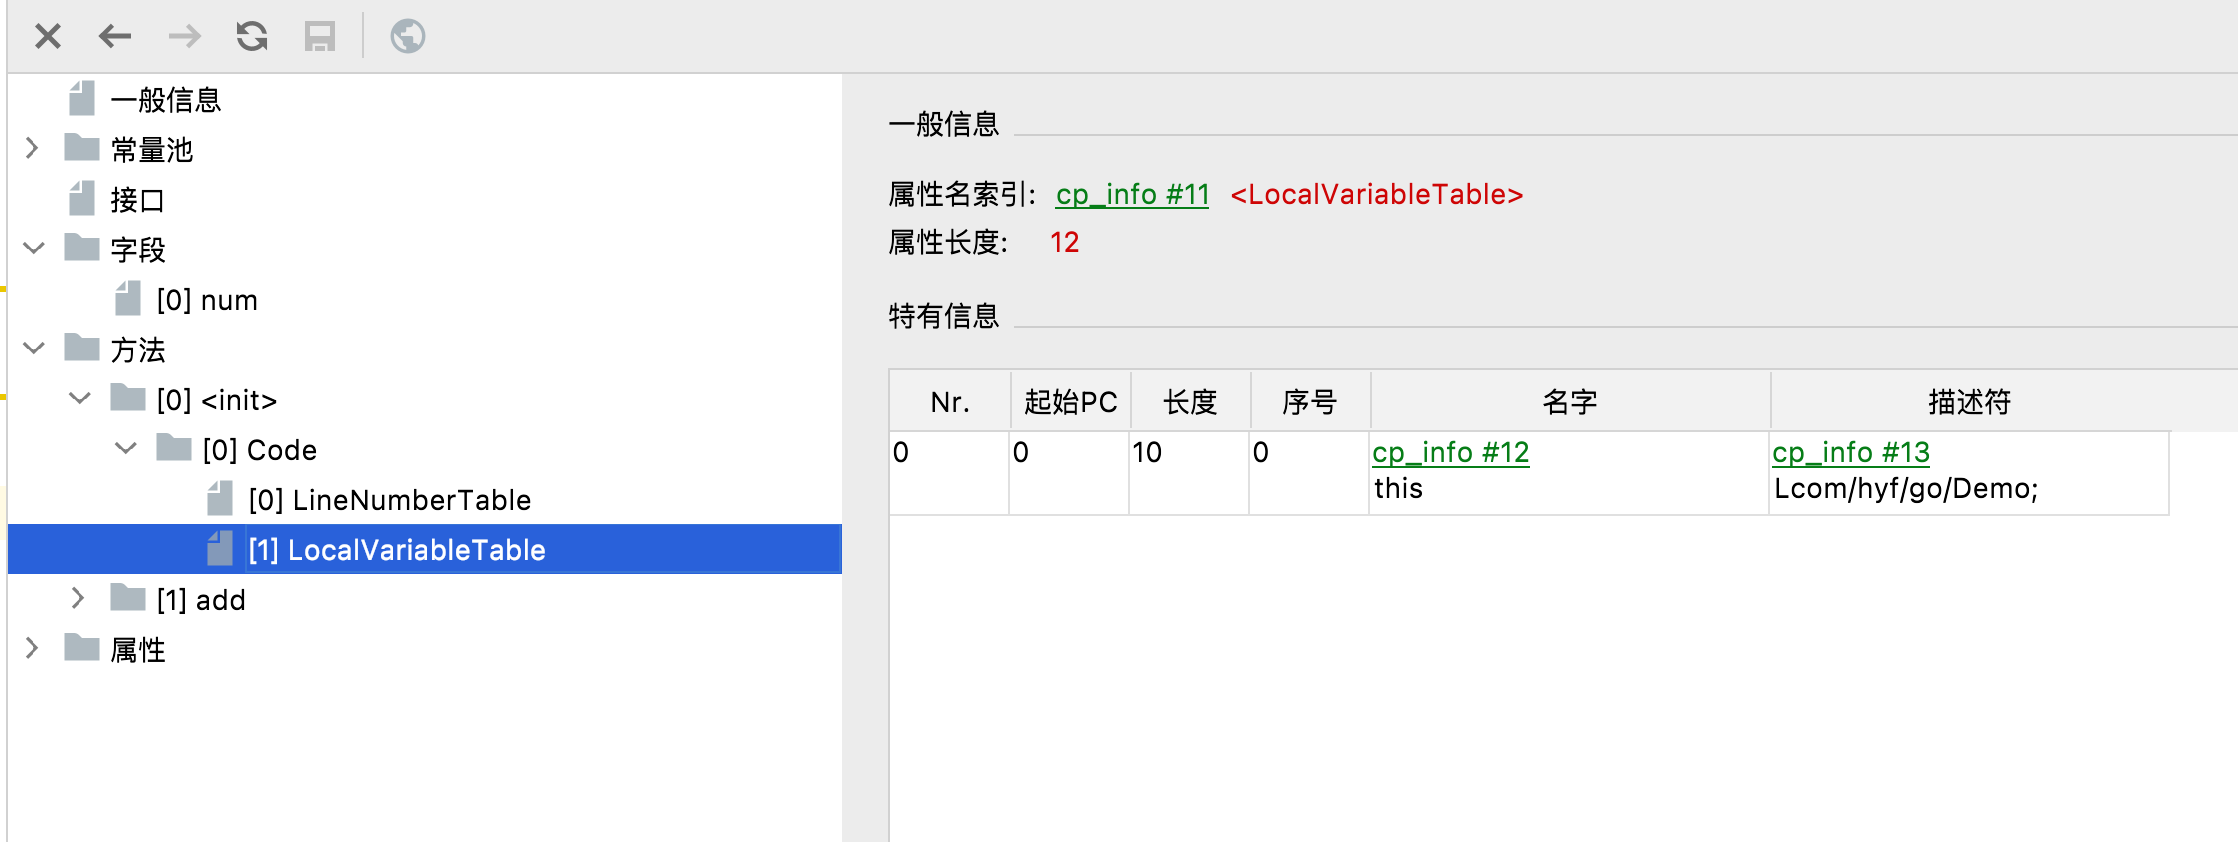 一般信息
常量池
接口
字段
[0] num
方法
[0] <init>
[0] Code
[0] LineNumberTable
[1] LocalVariableTable
[1] add
属性
一般信息
属性名索引: cp_info #11 <LocalVariableTable>
属性长度: 12
特有信息
Nr. 起始PC 长度 序号 名字 描述符
0 0 10 0 cp_info #12 cp_info #13
this Lcom/hyf/go/Demo;